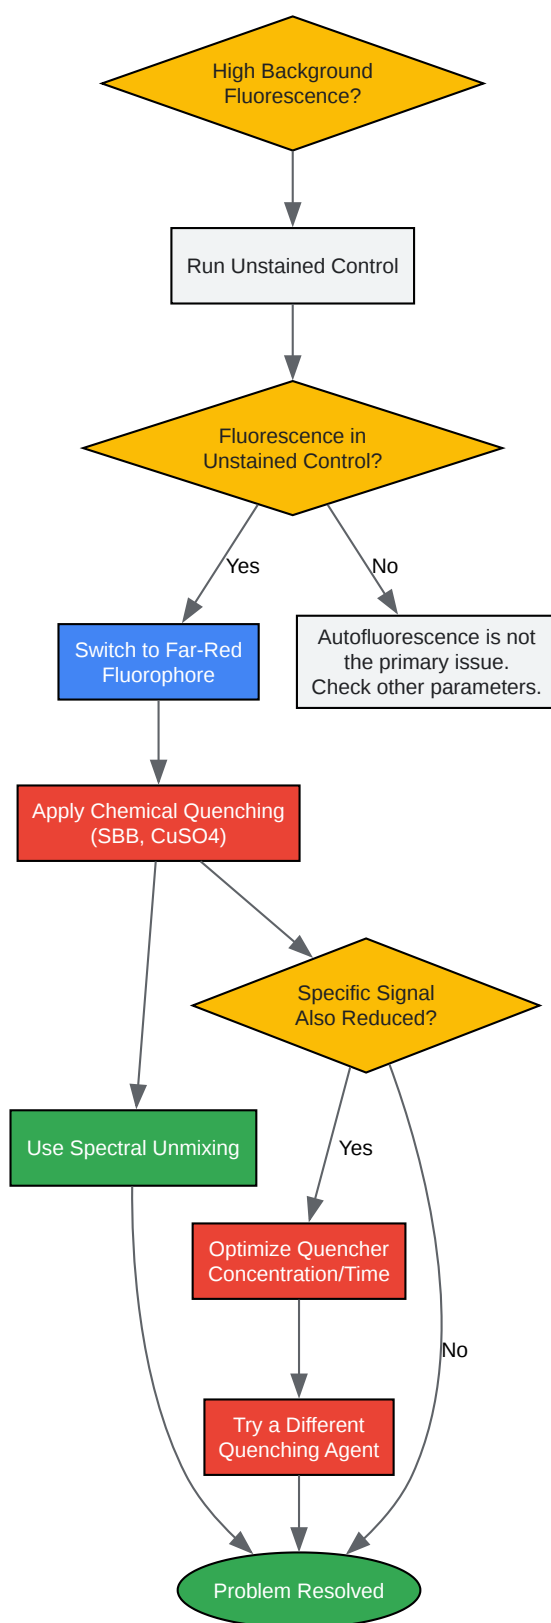 High Background
Fluorescence?
Run Unstained Control
Fluorescence in
Unstained Control?
Yes
No
Switch to Far-Red
Fluorophore
Autofluorescence is not
the primary issue.
Check other parameters.
Apply Chemical Quenching
(SBB, CuSO4)
Specific Signal
Also Reduced?
Use Spectral Unmixing
Yes
Optimize Quencher
Concentration/Time
No
Try a Different
Quenching Agent
Problem Resolved